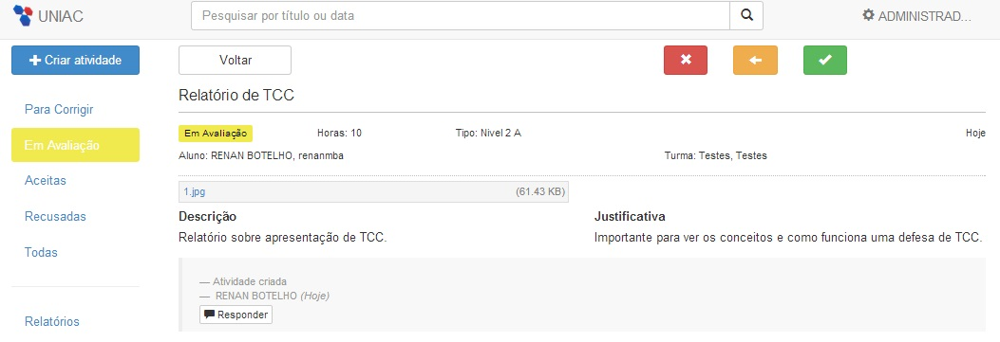 UNIAC
Pesquisar por título ou data
ADMINISTRAD...
Criar atividade
Voltar
Relatório de TCC
Para Corrigir
Em Avaliação
Aceitas
Recusadas
Todas
Relatórios
Em Avaliação Horas: 10 Tipo: Nivel 2 A Hoje
Aluno: RENAN BOTELHO, renanmba Turma: Testes, Testes
1.jpg (61.43 KB)
Descrição
Relatório sobre apresentação de TCC.
Justificativa
Importante para ver os conceitos e como funciona uma defesa de TCC.
— Atividade criada
— RENAN BOTELHO (Hoje)
Responder